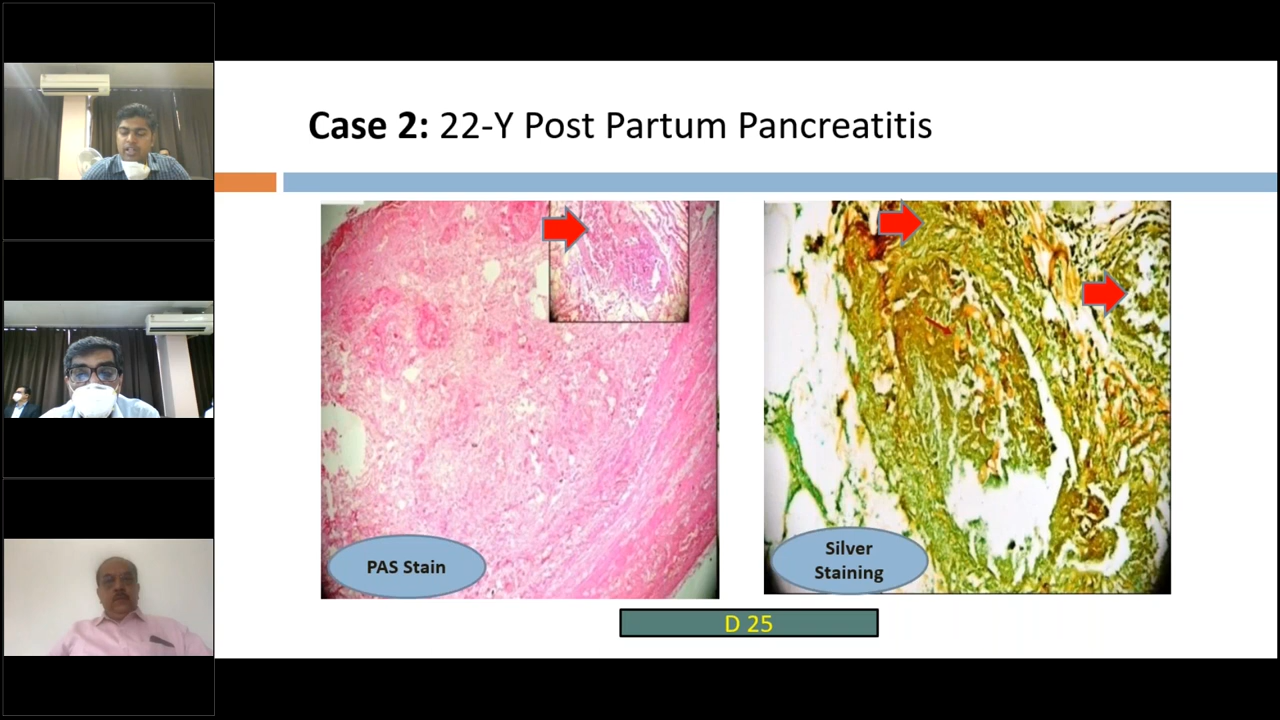 Case 2: 22-Y Post Partum Pancreatitis
PAS Stain
Silver
Staining
D 25